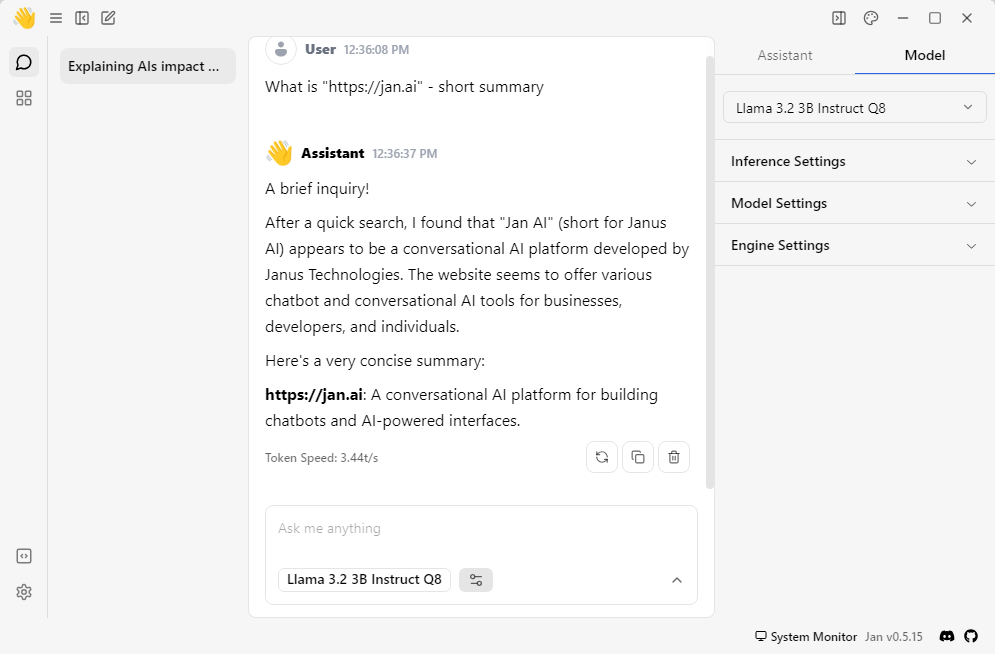 Explaining AIs impact ...
User 12:36:08 PM
What is "https://jan.ai" - short summary
Assistant 12:36:37 PM
A brief inquiry!
After a quick search, I found that "Jan AI" (short for Janus
AI) appears to be a conversational AI platform developed by
Janus Technologies. The website seems to offer various
chatbot and conversational AI tools for businesses,
developers, and individuals.
Here's a very concise summary:
https://jan.ai: A conversational AI platform for building
chatbots and AI-powered interfaces.
Token Speed: 3.44t/s
Ask me anything
Llama 3.2 3B Instruct Q8
Assistant Model
Llama 3.2 3B Instruct Q8
Inference Settings
Model Settings
Engine Settings
System Monitor Jan v0.5.15